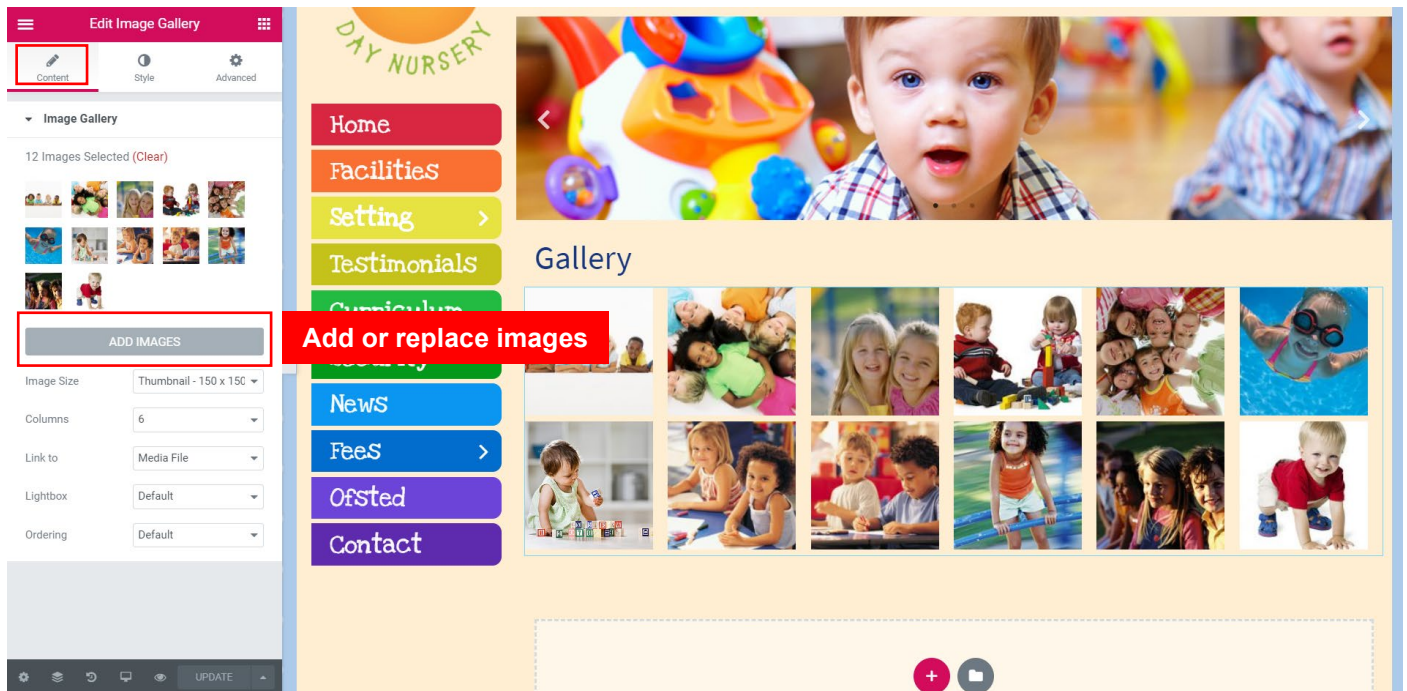 Edit Image Gallery
Content
Style
Advanced
Image Gallery
12 Images Selected (Clear)
ADD IMAGES
Image Size
Thumbnail - 150 x 150
Columns
6
Link to
Media File
Lightbox
Default
Ordering
Default
UPDATE
DAY NURSERY
Home
Facilities
Setting
Testimonials
Curriculum
Security
News
Fees
Ofsted
Contact
Add or replace images
Gallery